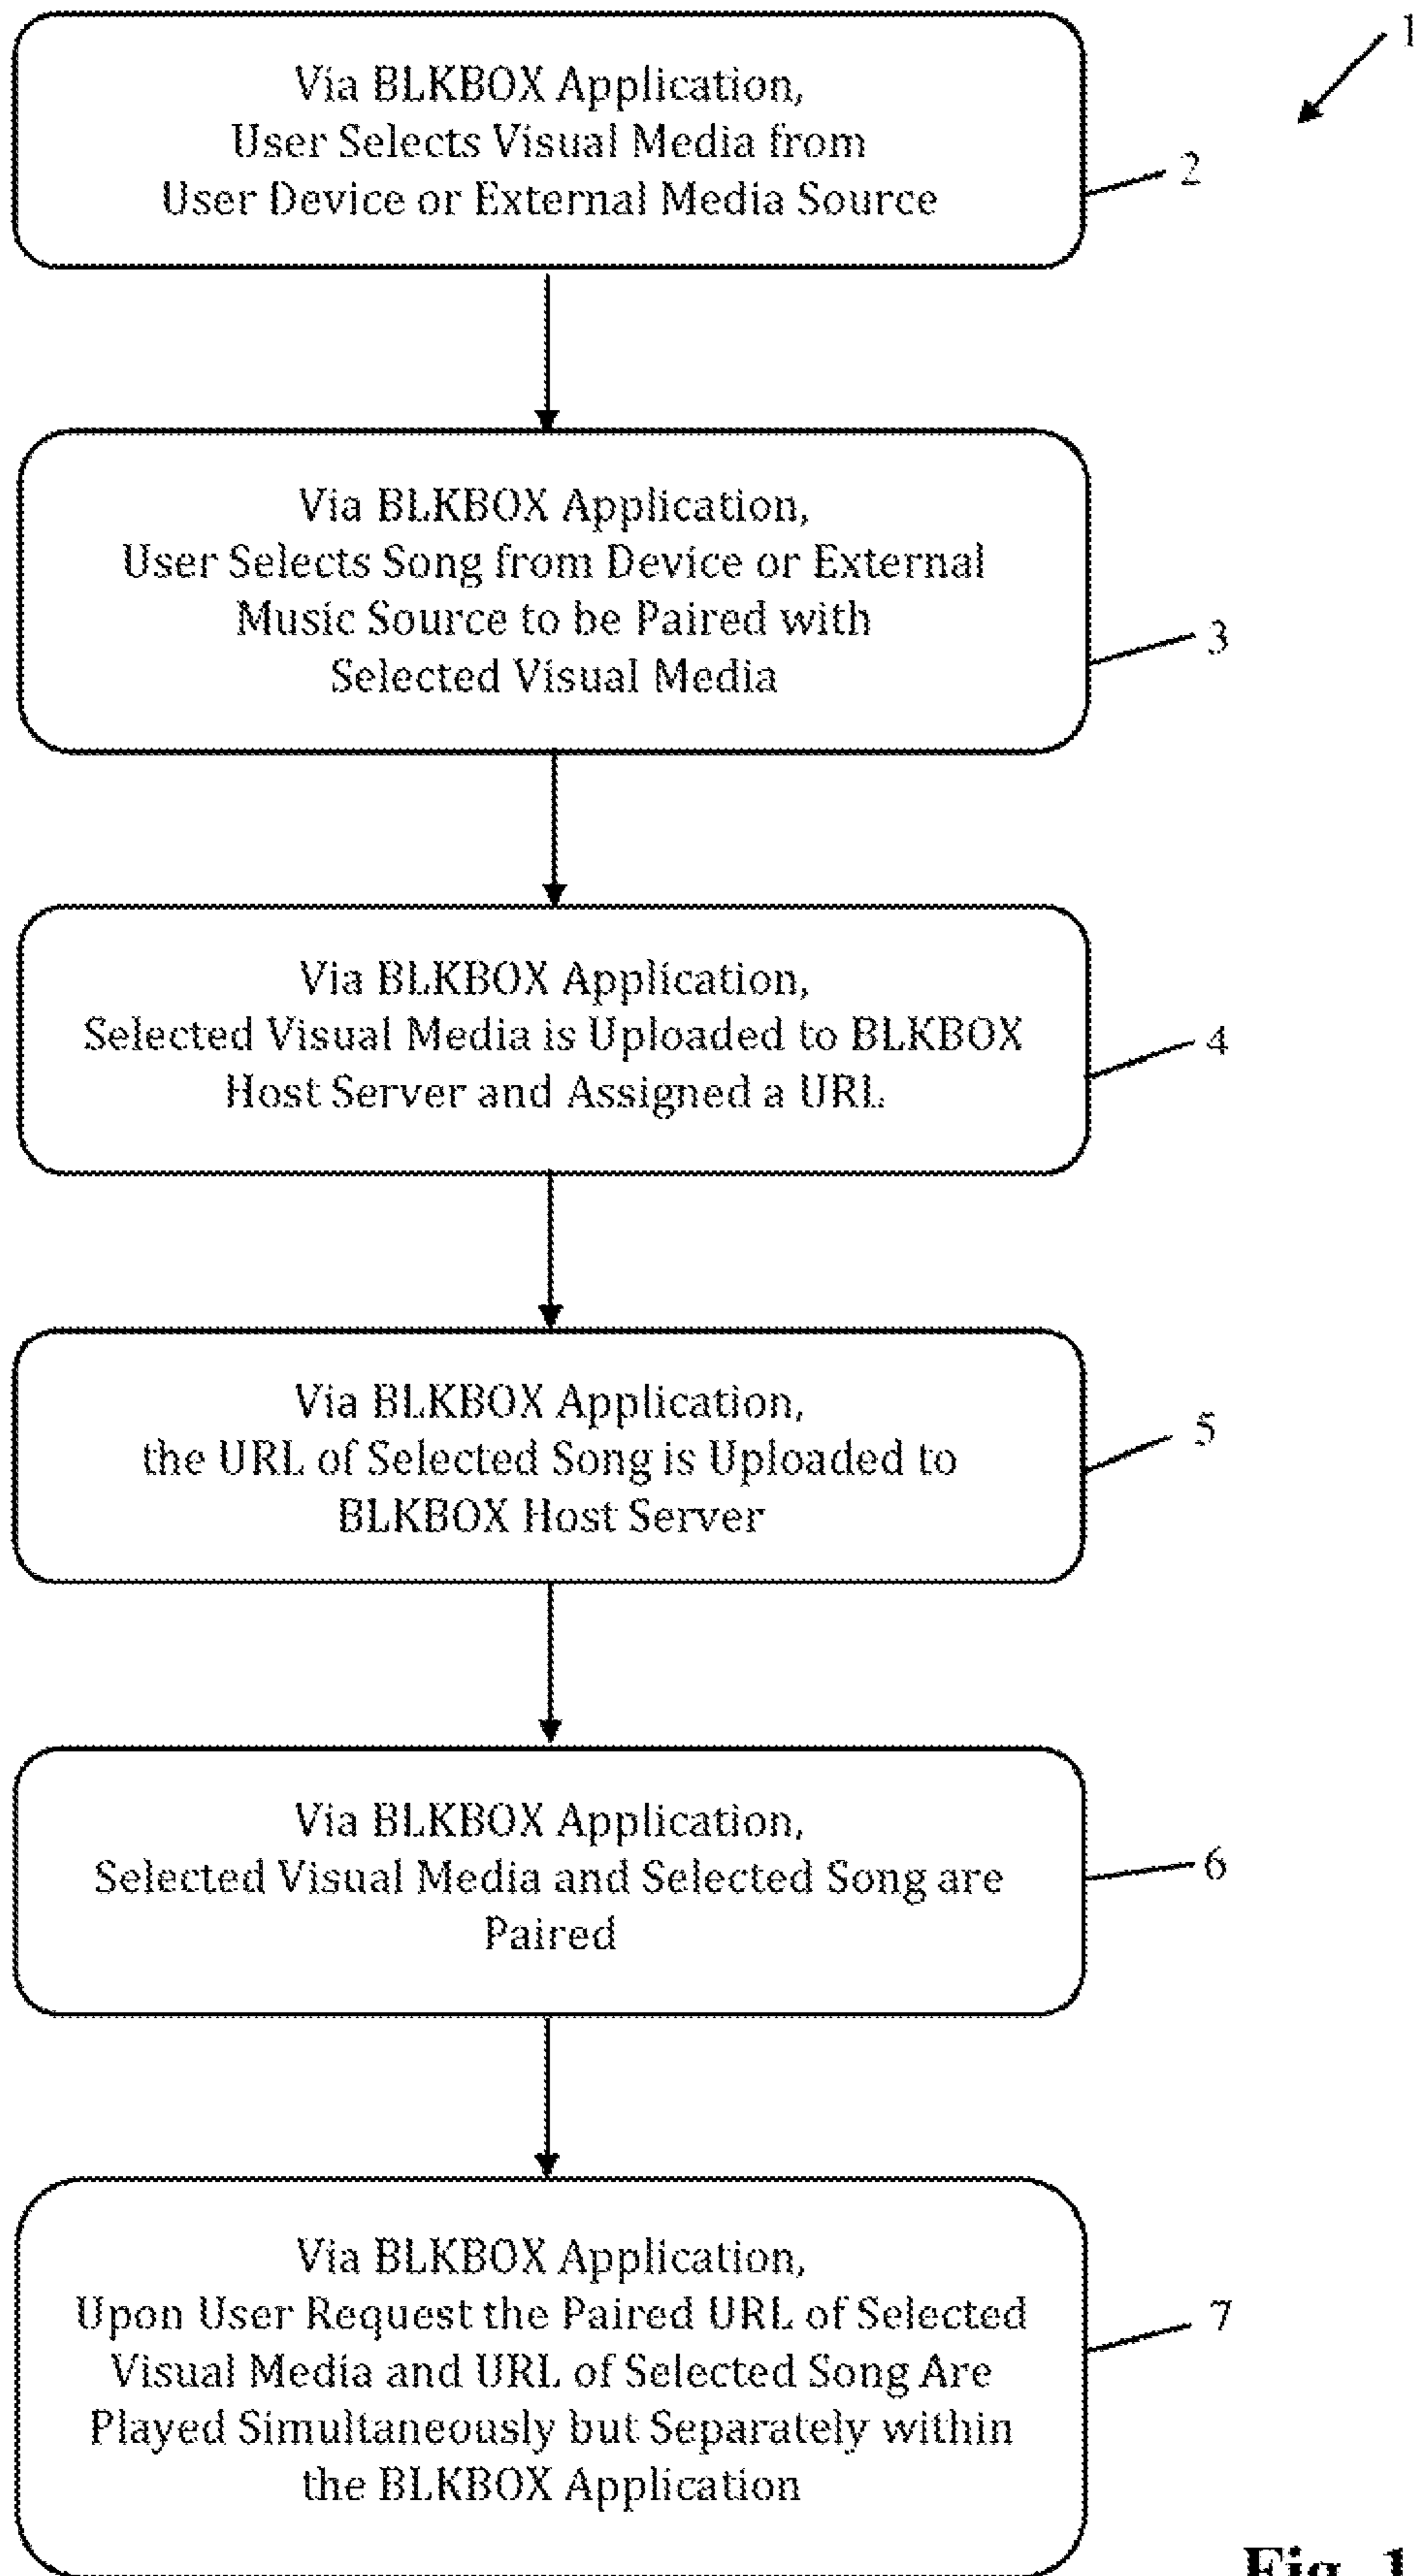 1
Via BLKBOX Application,
User Selects Visual Media from
User Device or External Media Source
2
Via BLKBOX Application,
User Selects Song from Device or External
Music Source to be Paired with
Selected Visual Media
3
Via BLKBOX Application,
Selected Visual Media is Uploaded to BLKBOX
Host Server and Assigned a URL
4
Via BLKBOX Application,
the URL of Selected Song is Uploaded to
BLKBOX Host Server
5
Via BLKBOX Application,
Selected Visual Media and Selected Song are
Paired
6
Via BLKBOX Application,
Upon User Request the Paired URL of Selected
Visual Media and URL of Selected Song Are
Played Simultaneously but Separately within
the BLKBOX Application
7
Fig. 1